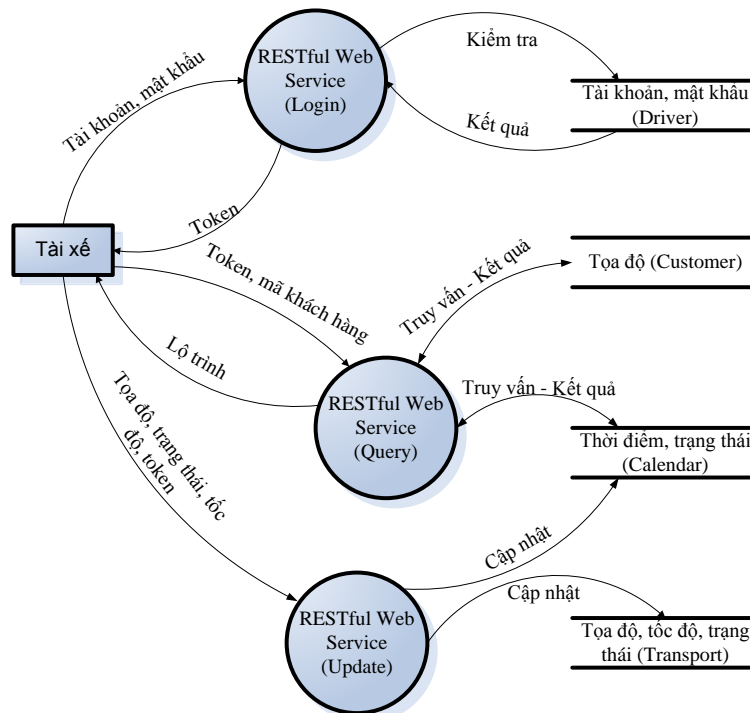 RESTful Web
Service
(Login)
Kiểm tra
Tài khoản, mật khẩu
(Driver)
Kết quả
Tài khoản, mật khẩu
Token
Tài xế
Token, mã khách hàng
Truy vấn - Kết quả
Tọa độ (Customer)
Lộ trình
RESTful Web
Service
(Query)
Truy vấn - Kết quả
Thời điểm, trạng thái
(Calendar)
Tọa độ, trạng thái, tốc
độ, token
Cập nhật
Cập nhật
RESTful Web
Service
(Update)
Tọa độ, tốc độ, trạng
thái (Transport)